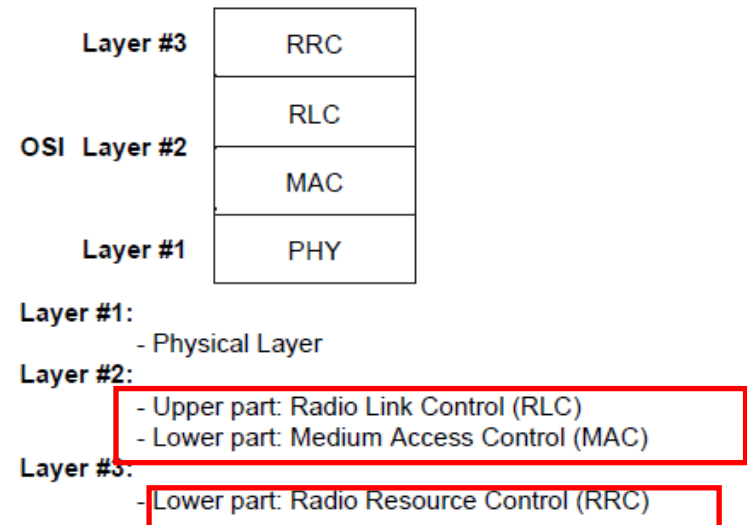 Layer #3 RRC
RLC
OSI Layer #2
MAC
Layer #1 PHY
Layer #1:
- Physical Layer
Layer #2:
- Upper part: Radio Link Control (RLC)
- Lower part: Medium Access Control (MAC)
Layer #3:
- Lower part: Radio Resource Control (RRC)